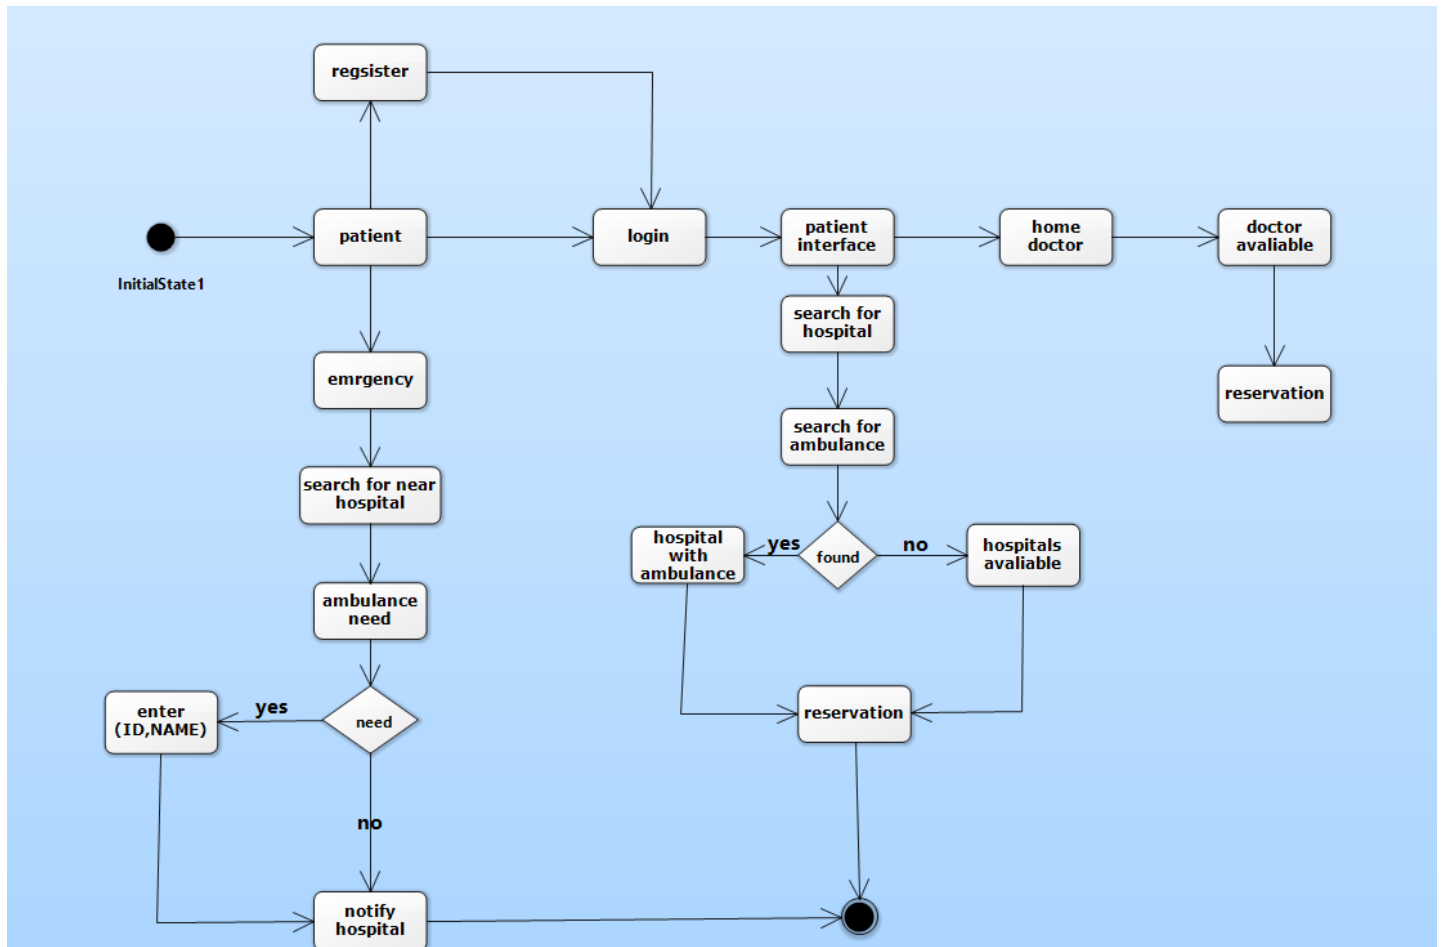 regsister
patient
login
patient
interface
home
doctor
doctor
avaliable
InitialState1
search for
hospital
emrgency
reservation
search for
ambulance
search for near
hospital
hospital
with
ambulance
yes
found
no
hospitals
avaliable
ambulance
need
enter
(ID,NAME)
yes
need
reservation
no
notify
hospital